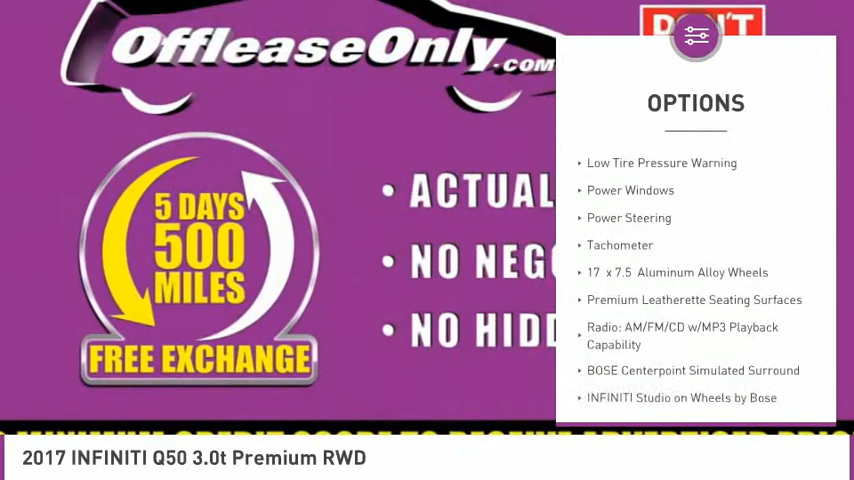 OffleaseOnly.COM
5 DAYS
500
MILES
FREE EXCHANGE
• ACTUAL
• NO NEG
• NO HIDD
OPTIONS
Low Tire Pressure Warning
Power Windows
Power Steering
Tachometer
17 x 7.5 Aluminum Alloy Wheels
Premium Leatherette Seating Surfaces
Radio: AM/FM/CD w/MP3 Playback
Capability
BOSE Centerpoint Simulated Surround
INFINITI Studio on Wheels by Bose
2017 INFINITI Q50 3.0t Premium RWD